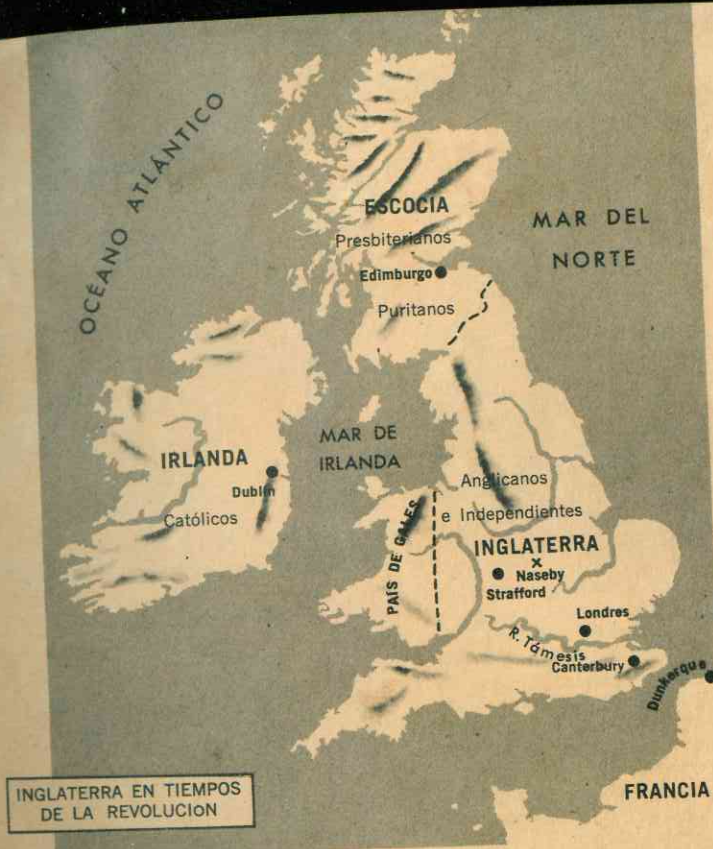 OCÉANO ATLÁNTICO
ESCOCIA
Presbiterianos
Edimburgo
Puritanos
MAR DEL
NORTE
MAR DE
IRLANDA
IRLANDA
Dublín
Católicos
Anglicanos
e Independientes
PAÍS DE GALES
INGLATERRA
x
Naseby
Strafford
Londres
R. Támesis
Canterbury
Dunkerque
FRANCIA
INGLATERRA EN TIEMPOS
DE LA REVOLUCIoN